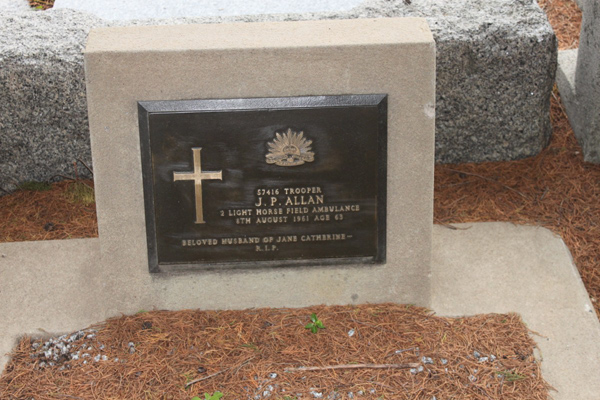 57416 TROOPER
J. P. ALLAN
2 LIGHT HORSE FIELD AMBULANCE
6TH AUGUST 1961 AGE 63
BELOVED HUSBAND OF JANE CATHERINE—
R.I.P.